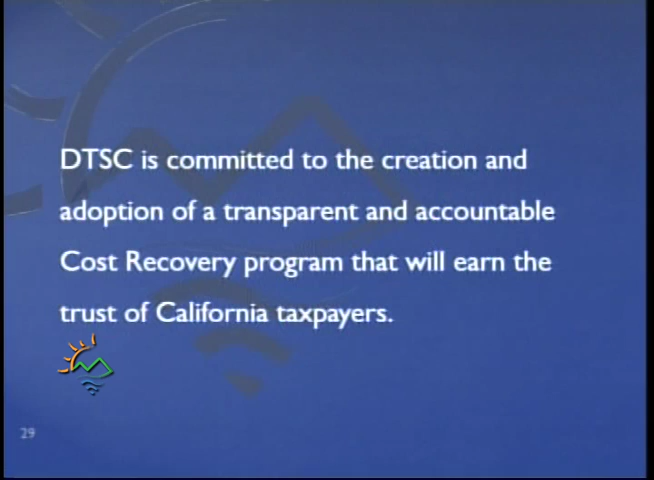 DTSC is committed to the creation and
adoption of a transparent and accountable
Cost Recovery program that will earn the
trust of California taxpayers.
29